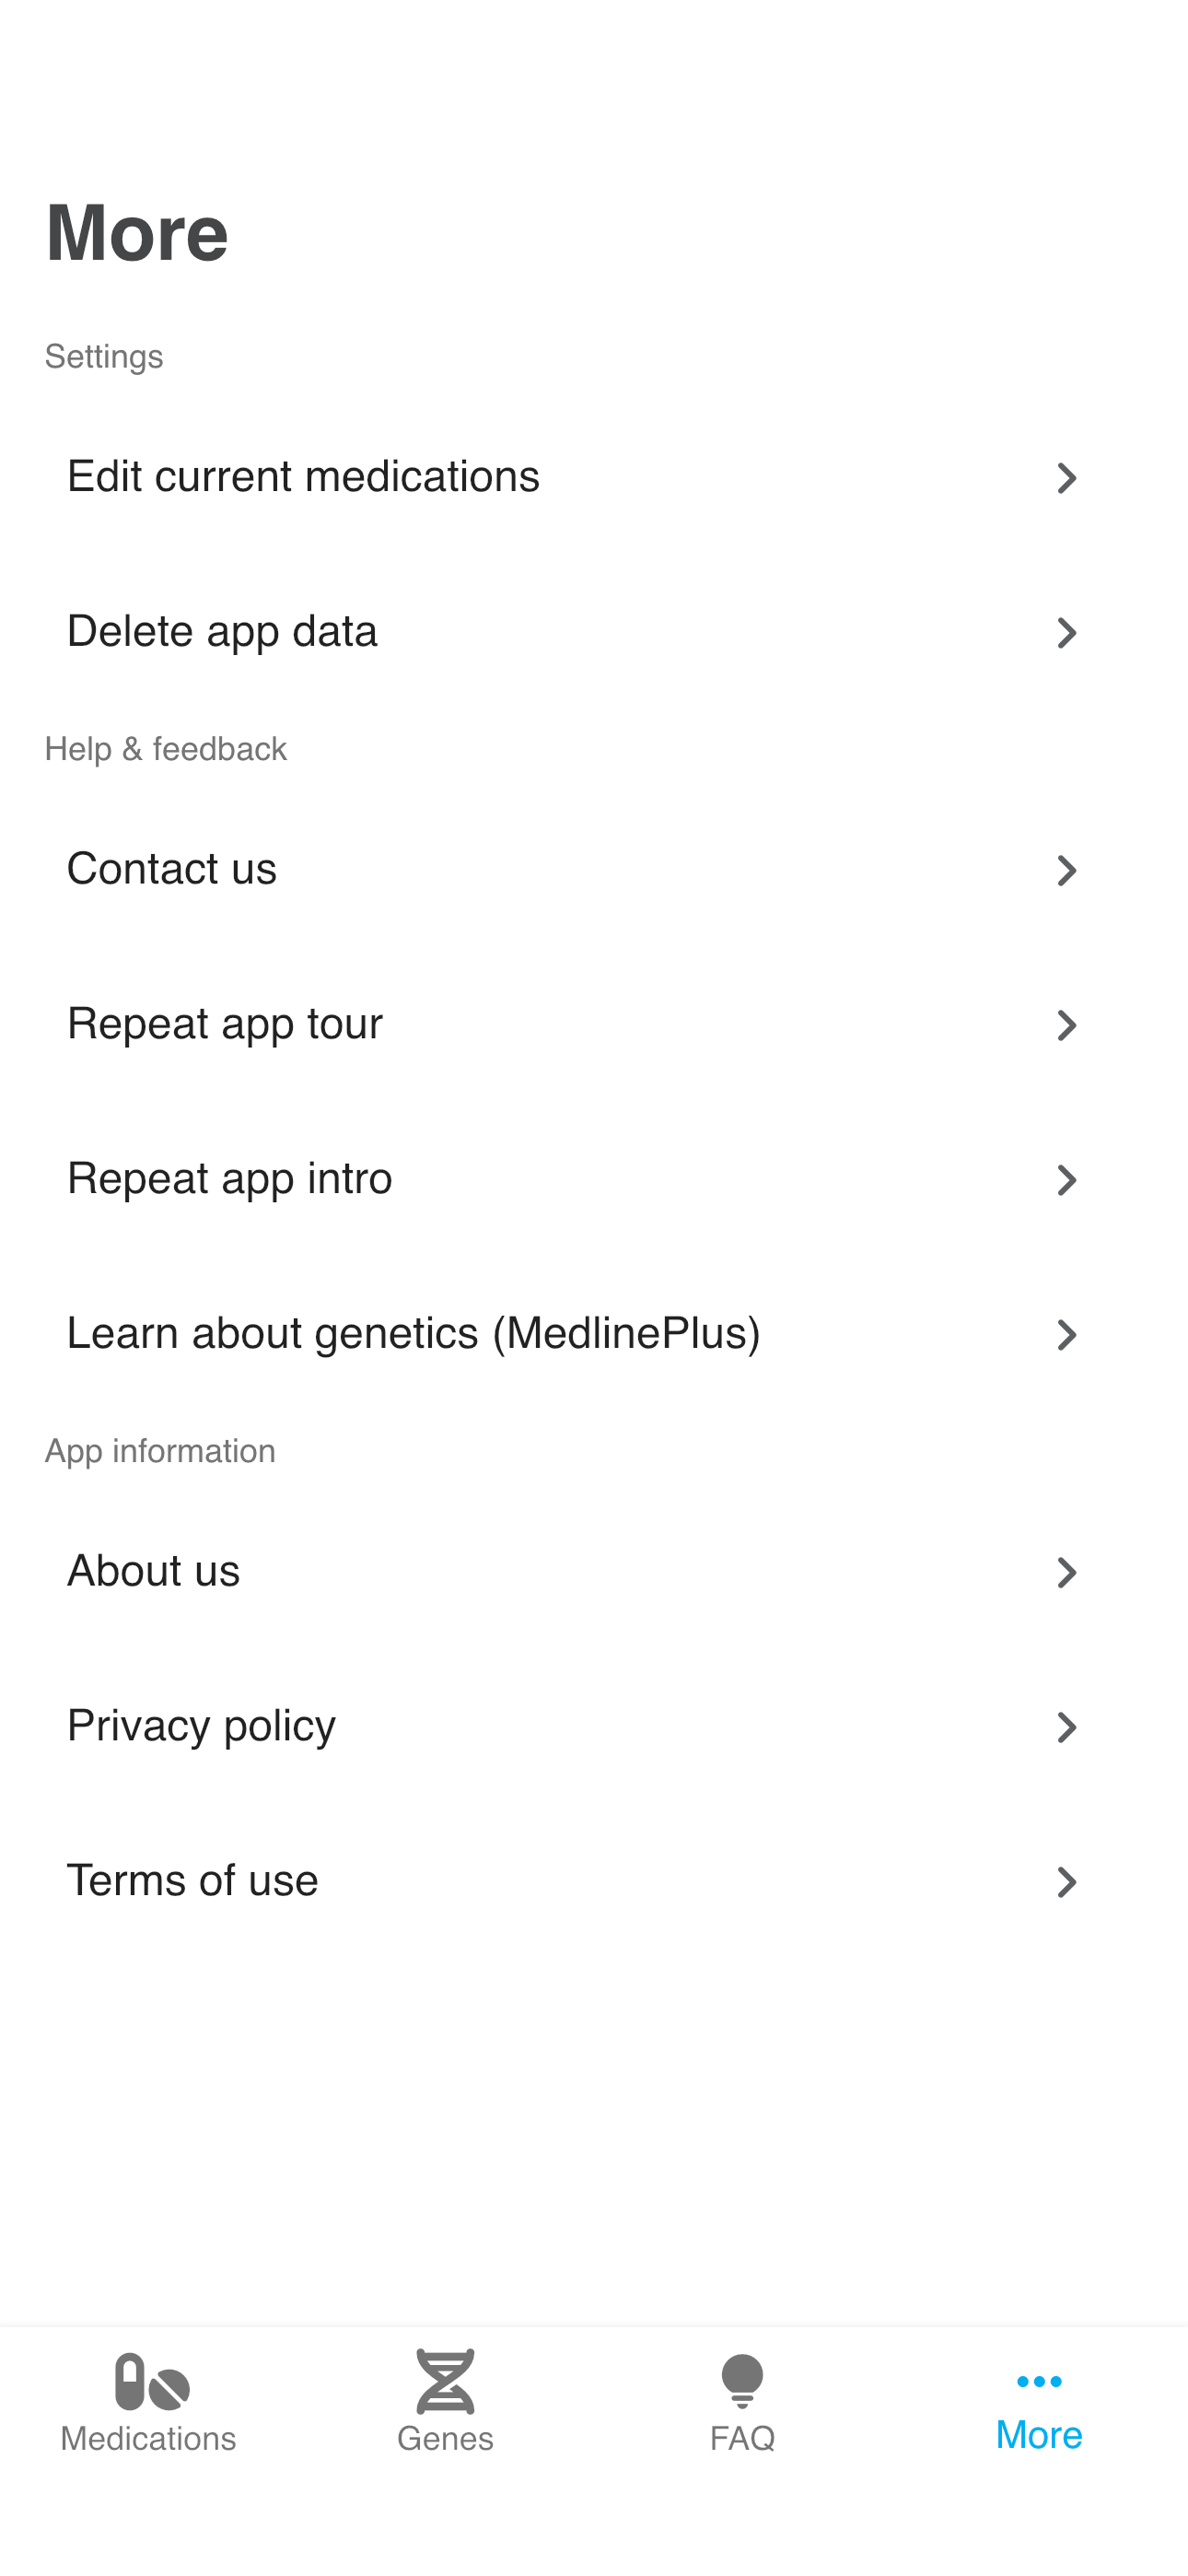 More
Settings
Edit current medications
Delete app data
Help & feedback
Contact us
Repeat app tour
Repeat app intro
Learn about genetics (MedlinePlus)
App information
About us
Privacy policy
Terms of use
Medications
Genes
FAQ
More